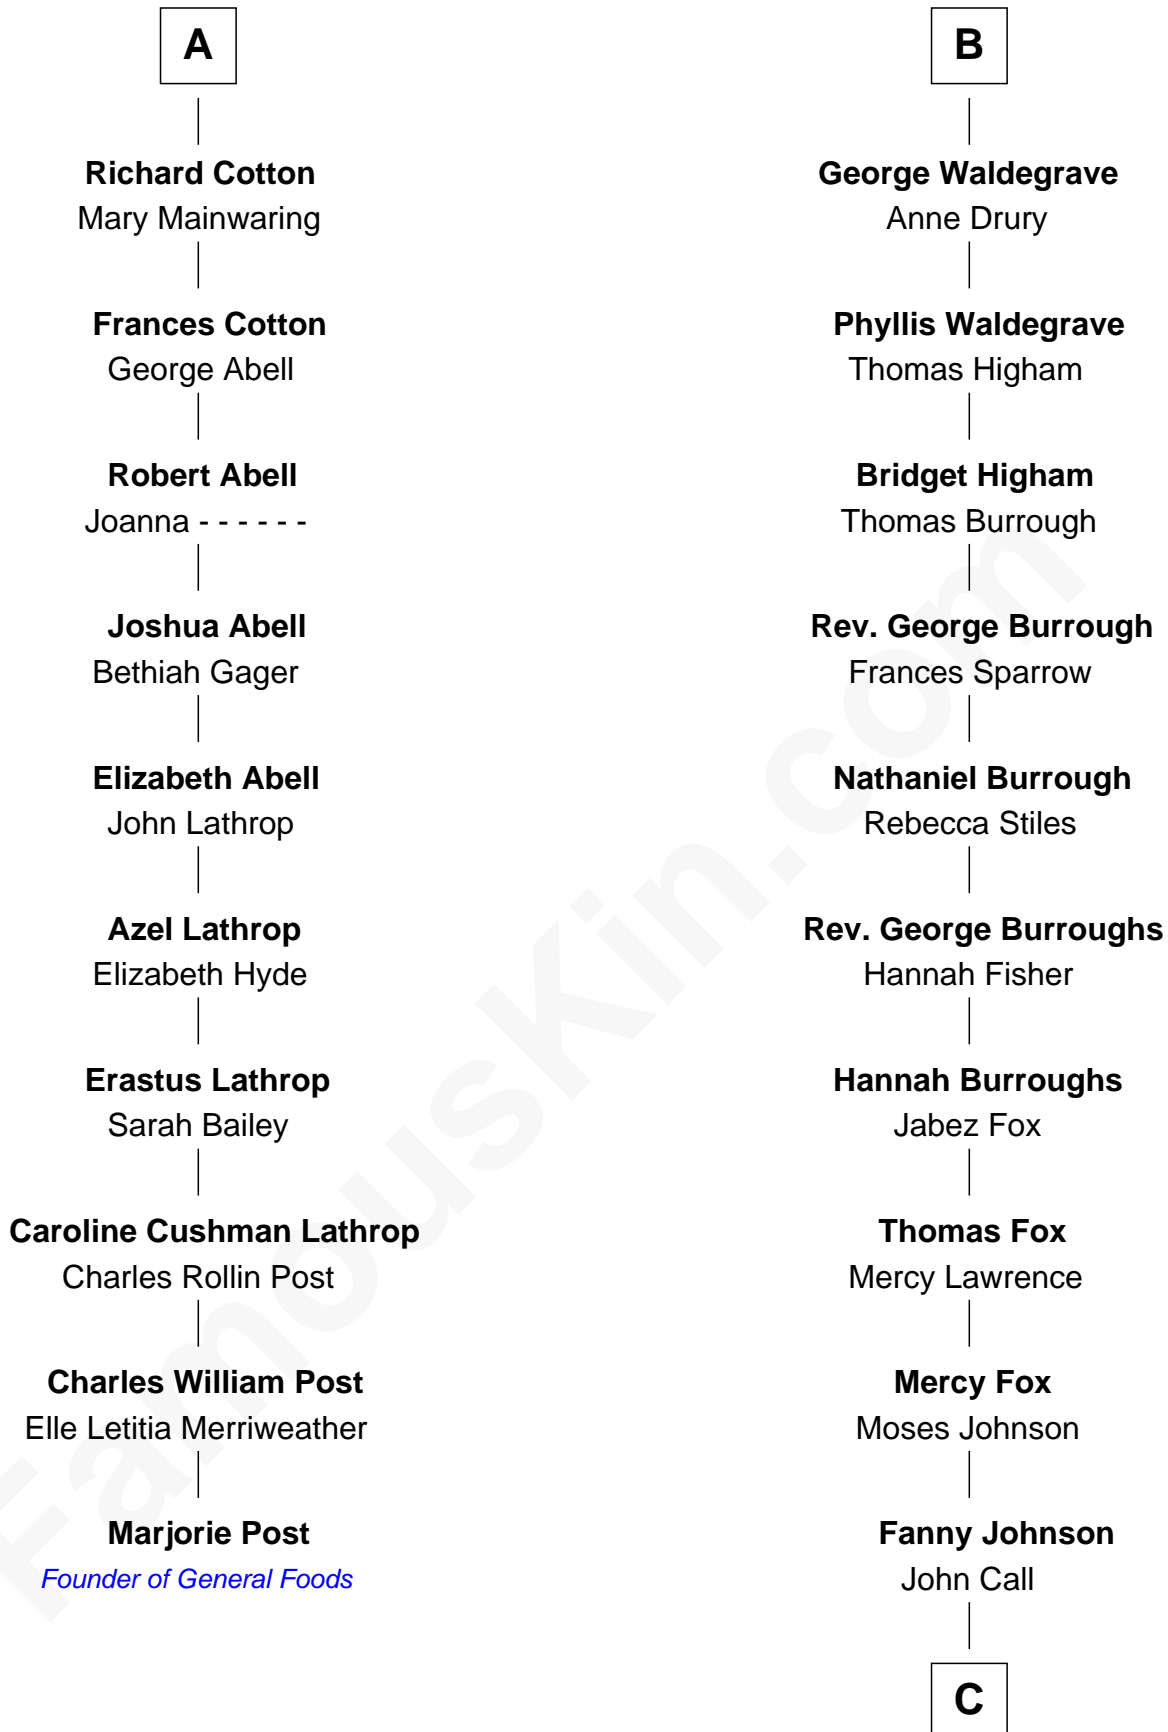 A
Richard Cotton
Mary Mainwaring
Frances Cotton
George Abell
Robert Abell
Joanna - - - - - -
Joshua Abell
Bethiah Gager
Elizabeth Abell
John Lathrop
Azel Lathrop
Elizabeth Hyde
Erastus Lathrop
Sarah Bailey
Caroline Cushman Lathrop
Charles Rollin Post
Charles William Post
Elle Letitia Merriweather
Marjorie Post
Founder of General Foods
B
George Waldegrave
Anne Drury
Phyllis Waldegrave
Thomas Higham
Bridget Higham
Thomas Burrough
Rev. George Burrough
Frances Sparrow
Nathaniel Burrough
Rebecca Stiles
Rev. George Burroughs
Hannah Fisher
Hannah Burroughs
Jabez Fox
Thomas Fox
Mercy Lawrence
Mercy Fox
Moses Johnson
Fanny Johnson
John Call
C
FamousKin.com